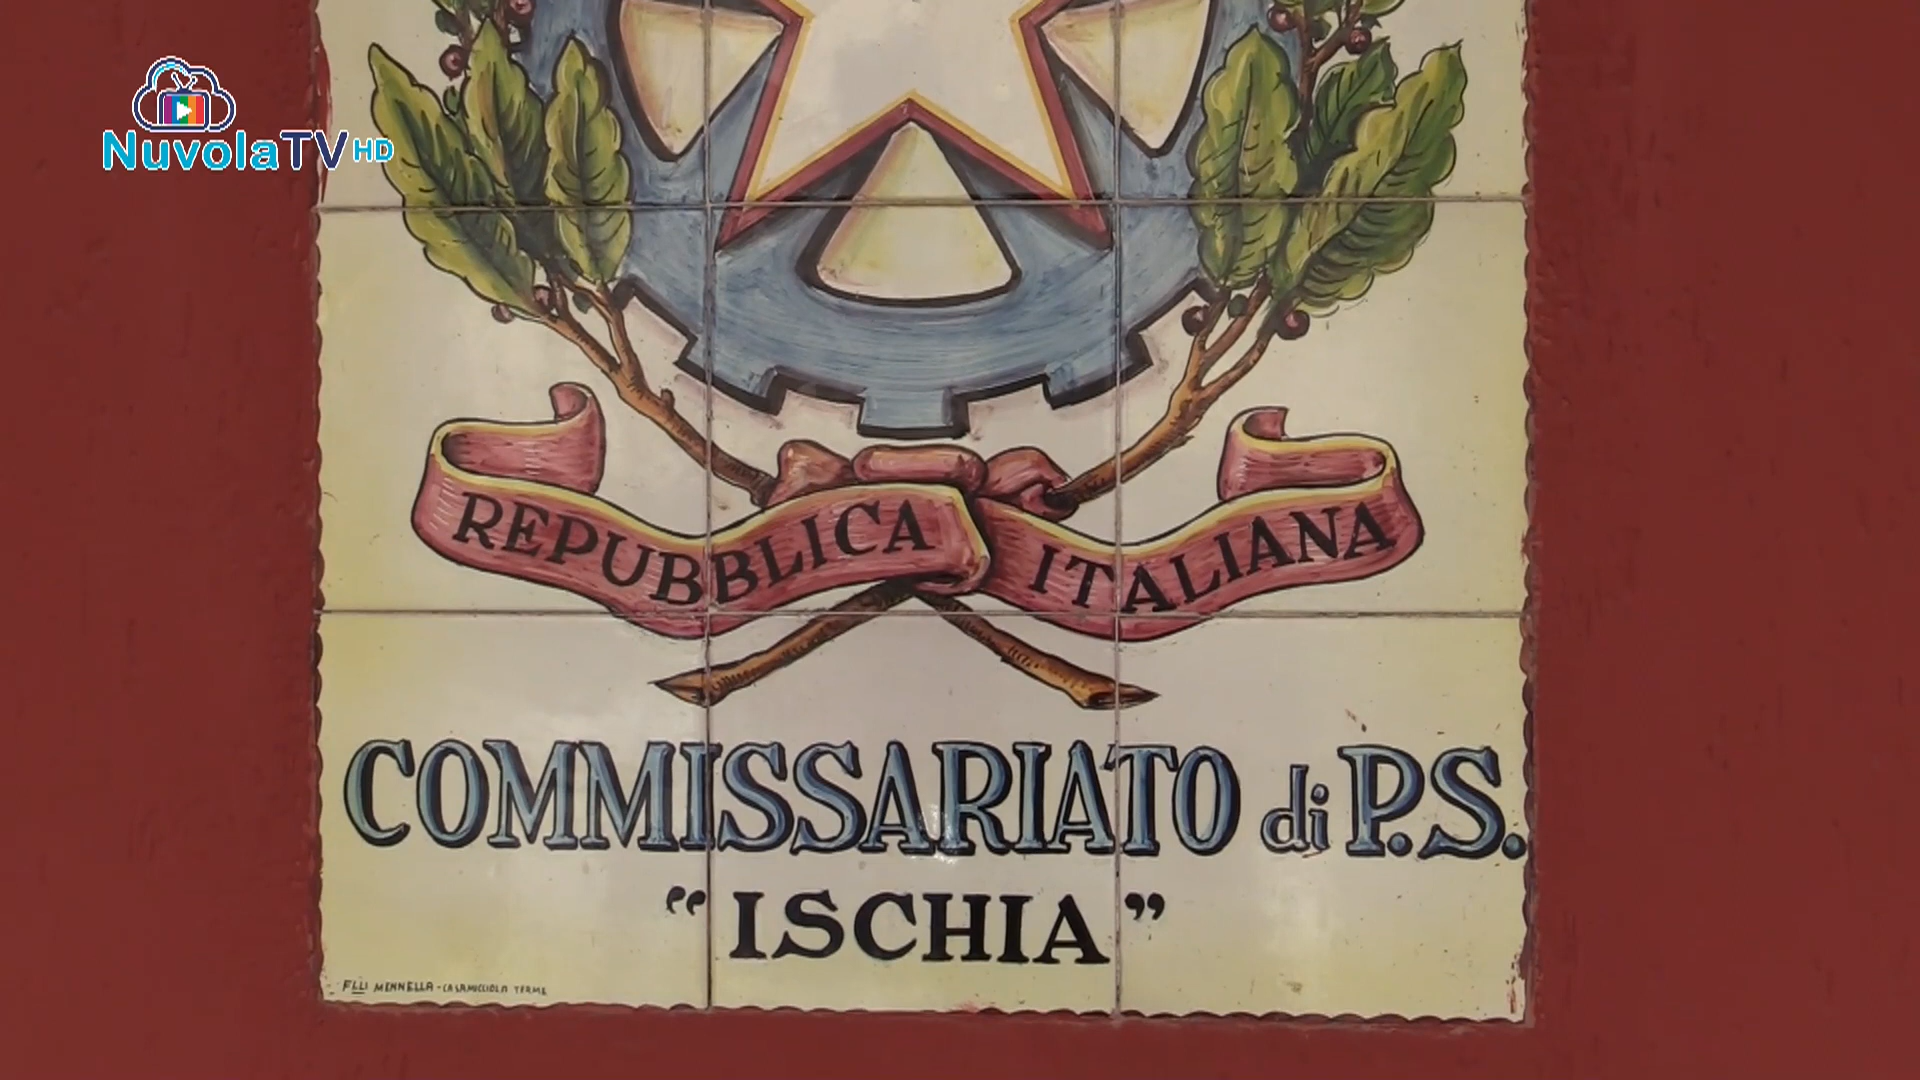 NuvolaTV HD
REPUBBLICA ITALIANA
COMMISSARIATO di P.S.
“ISCHIA”
F.LLI MENNELLA - CASAMICCIOLA TERME